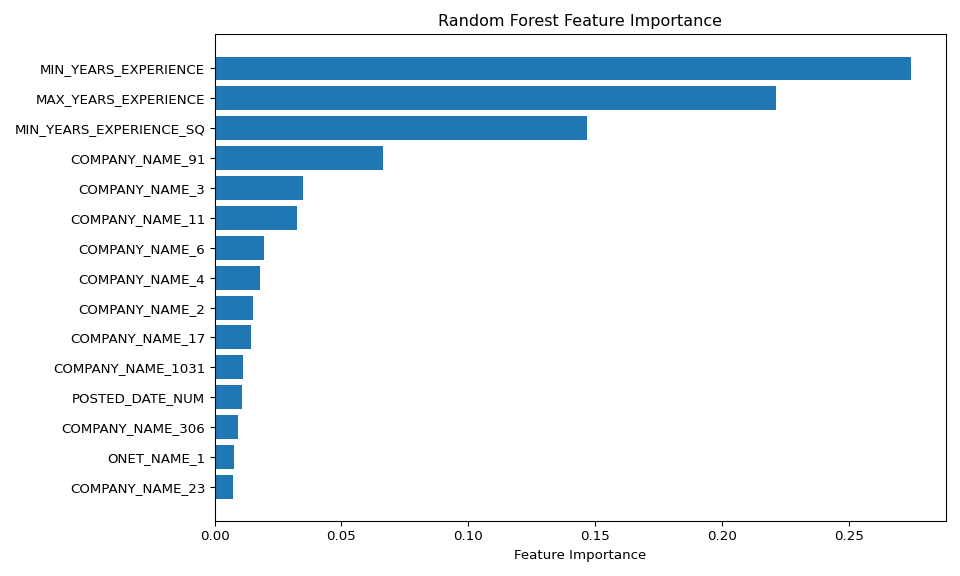 Random Forest Feature Importance
MIN_YEARS_EXPERIENCE
MAX_YEARS_EXPERIENCE
MIN_YEARS_EXPERIENCE_SQ
COMPANY_NAME_91
COMPANY_NAME_3
COMPANY_NAME_11
COMPANY_NAME_6
COMPANY_NAME_4
COMPANY_NAME_2
COMPANY_NAME_17
COMPANY_NAME_1031
POSTED_DATE_NUM
COMPANY_NAME_306
ONET_NAME_1
COMPANY_NAME_23
0.00 0.05 0.10 0.15 0.20 0.25
Feature Importance